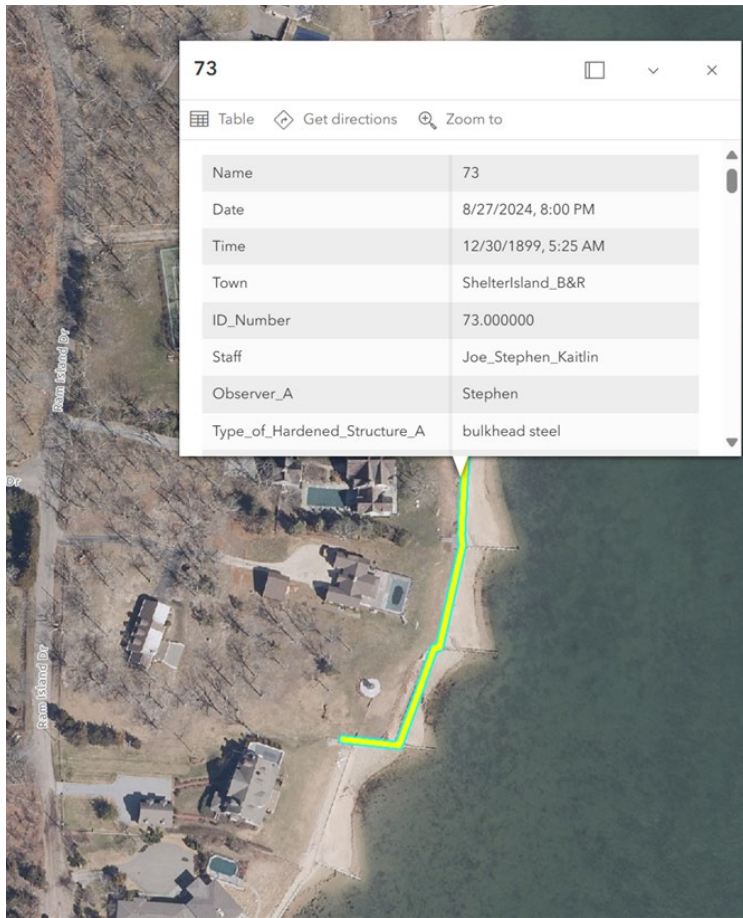 73
Table Get directions Zoom to
Name 73
Date 8/27/2024, 8:00 PM
Time 12/30/1899, 5:25 AM
Town ShelterIsland_B&R
ID_Number 73.000000
Staff Joe_Stephen_Kaitlin
Observer_A Stephen
Type_of_Hardened_Structure_A bulkhead steel
Ram Island Dr
Dr
Ram Island Dr